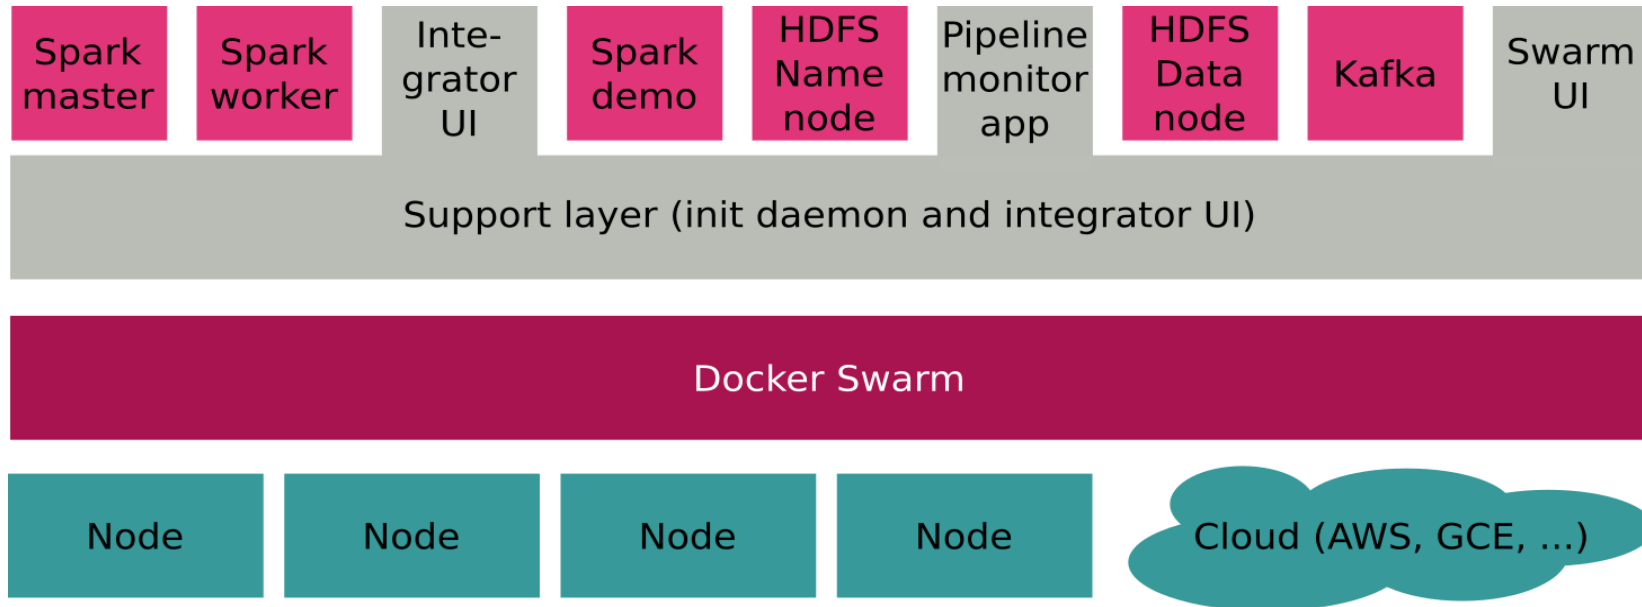 Spark
master
Spark
worker
Inte-
grator
UI
Spark
demo
HDFS
Name
node
Pipeline
monitor
app
HDFS
Data
node
Kafka
Swarm
UI
Support layer (init daemon and integrator UI)
Docker Swarm
Node
Node
Node
Node
Cloud (AWS, GCE, ...)